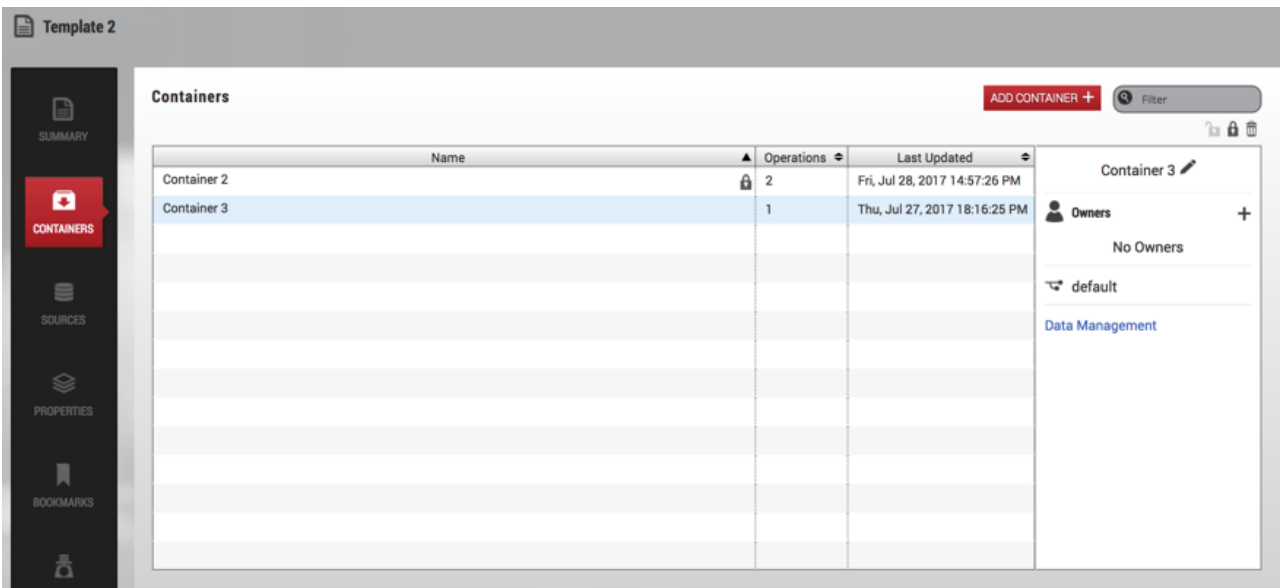 Template 2
SUMMARY
CONTAINERS
SOURCES
PROPERTIES
BOOKMARKS
Containers
ADD CONTAINER +
Filter
Name Operations Last Updated
Container 2 2 Fri, Jul 28, 2017 14:57:26 PM
Container 3 1 Thu, Jul 27, 2017 18:16:25 PM
Container 3
Owners +
No Owners
default
Data Management